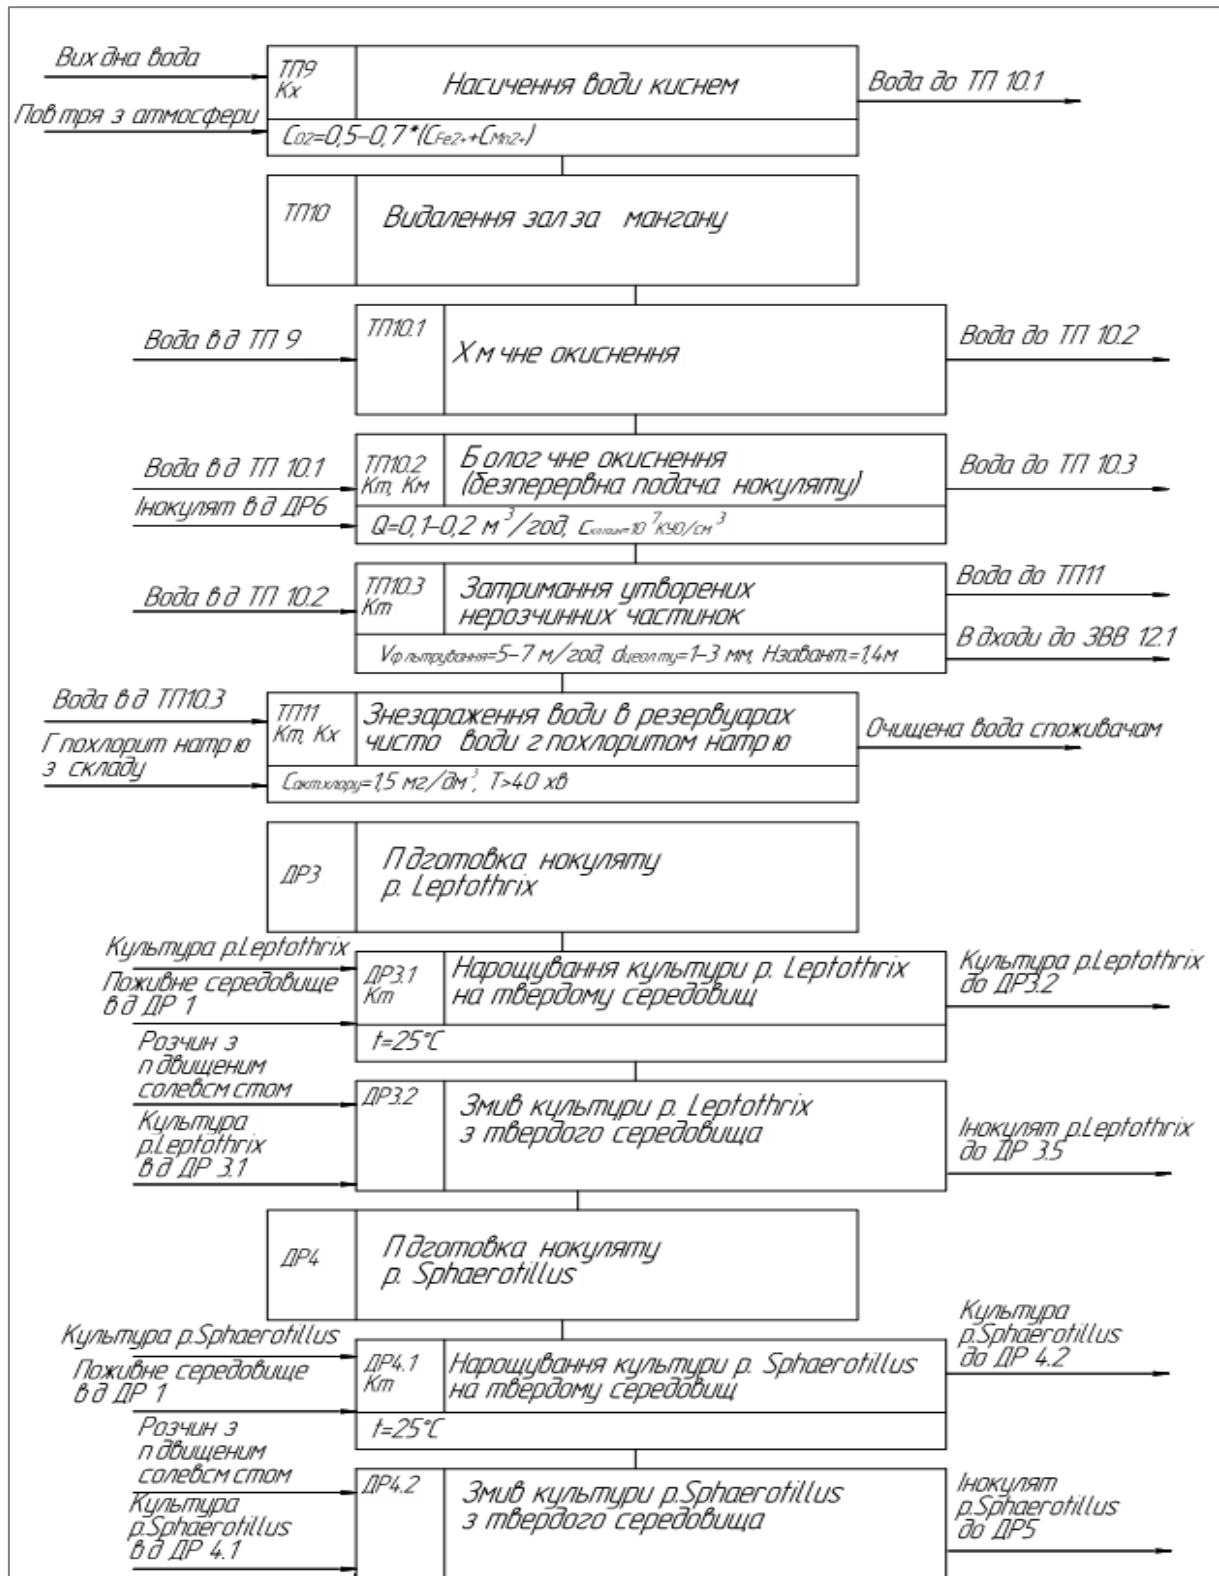 Вих дна вода
Пов тря з атмосфери
ТП9
Кх
Насичення води киснем
Вода до ТП 10.1
CO2=0,5-0,7*(CFe2++CMn2+)
ТП10
Видалення зал за   мангану
Вода в д ТП 9
ТП10.1
Х м чне окиснення
Вода до ТП 10.2
Вода в д ТП 10.1
Інокулят в д ДР6
ТП10.2
Кт, Км
Б олог чне окиснення
(безперервна подача  нокуляту)
Вода до ТП 10.3
Q=0,1-0,2 м³/год, Cклітин=10⁷КУО/см³
Вода в д ТП 10.2
ТП10.3
Кт
Затримання утворених
нерозчинних частинок
Вода до ТП11
В дходи до ЗВВ 12.1
Vф льтрування=5-7 м/год, dцеол ту=1-3 мм, Hзавант.=1,4м
Вода в д ТП10.3
Г похлорит натр ю
з складу
ТП11
Кт, Кх
Знезараження води в резервуарах
чисто  води г похлоритом натр ю
Очищена вода споживачам
Cакт.хлору=1,5 мг/дм³, Т>40 хв
ДР3
П дготовка  нокуляту
р. Leptothrix
Культура р.Leptothrix
Поживне середовище
в д ДР 1
ДР3.1
Кт
Нарощування культури р. Leptothrix
на твердому середовищ
Культура р.Leptothrix
до ДР3.2
t=25°C
Розчин з
п двищеним
солевм стом
Культура
р.Leptothrix
в д ДР 3.1
ДР3.2
Змив культури р. Leptothrix
з твердого середовища
Інокулят р.Leptothrix
до ДР 3.5
ДР4
П дготовка  нокуляту
р. Sphaerotillus
Культура р.Sphaerotillus
Поживне середовище
в д ДР 1
ДР4.1
Кт
Нарощування культури р. Sphaerotillus
на твердому середовищ
Культура
р.Sphaerotillus
до ДР 4.2
t=25°C
Розчин з
п двищеним
солевм стом
Культура
р.Sphaerotillus
в д ДР 4.1
ДР4.2
Змив культури р.Sphaerotillus
з твердого середовища
Інокулят
р.Sphaerotillus
до ДР5